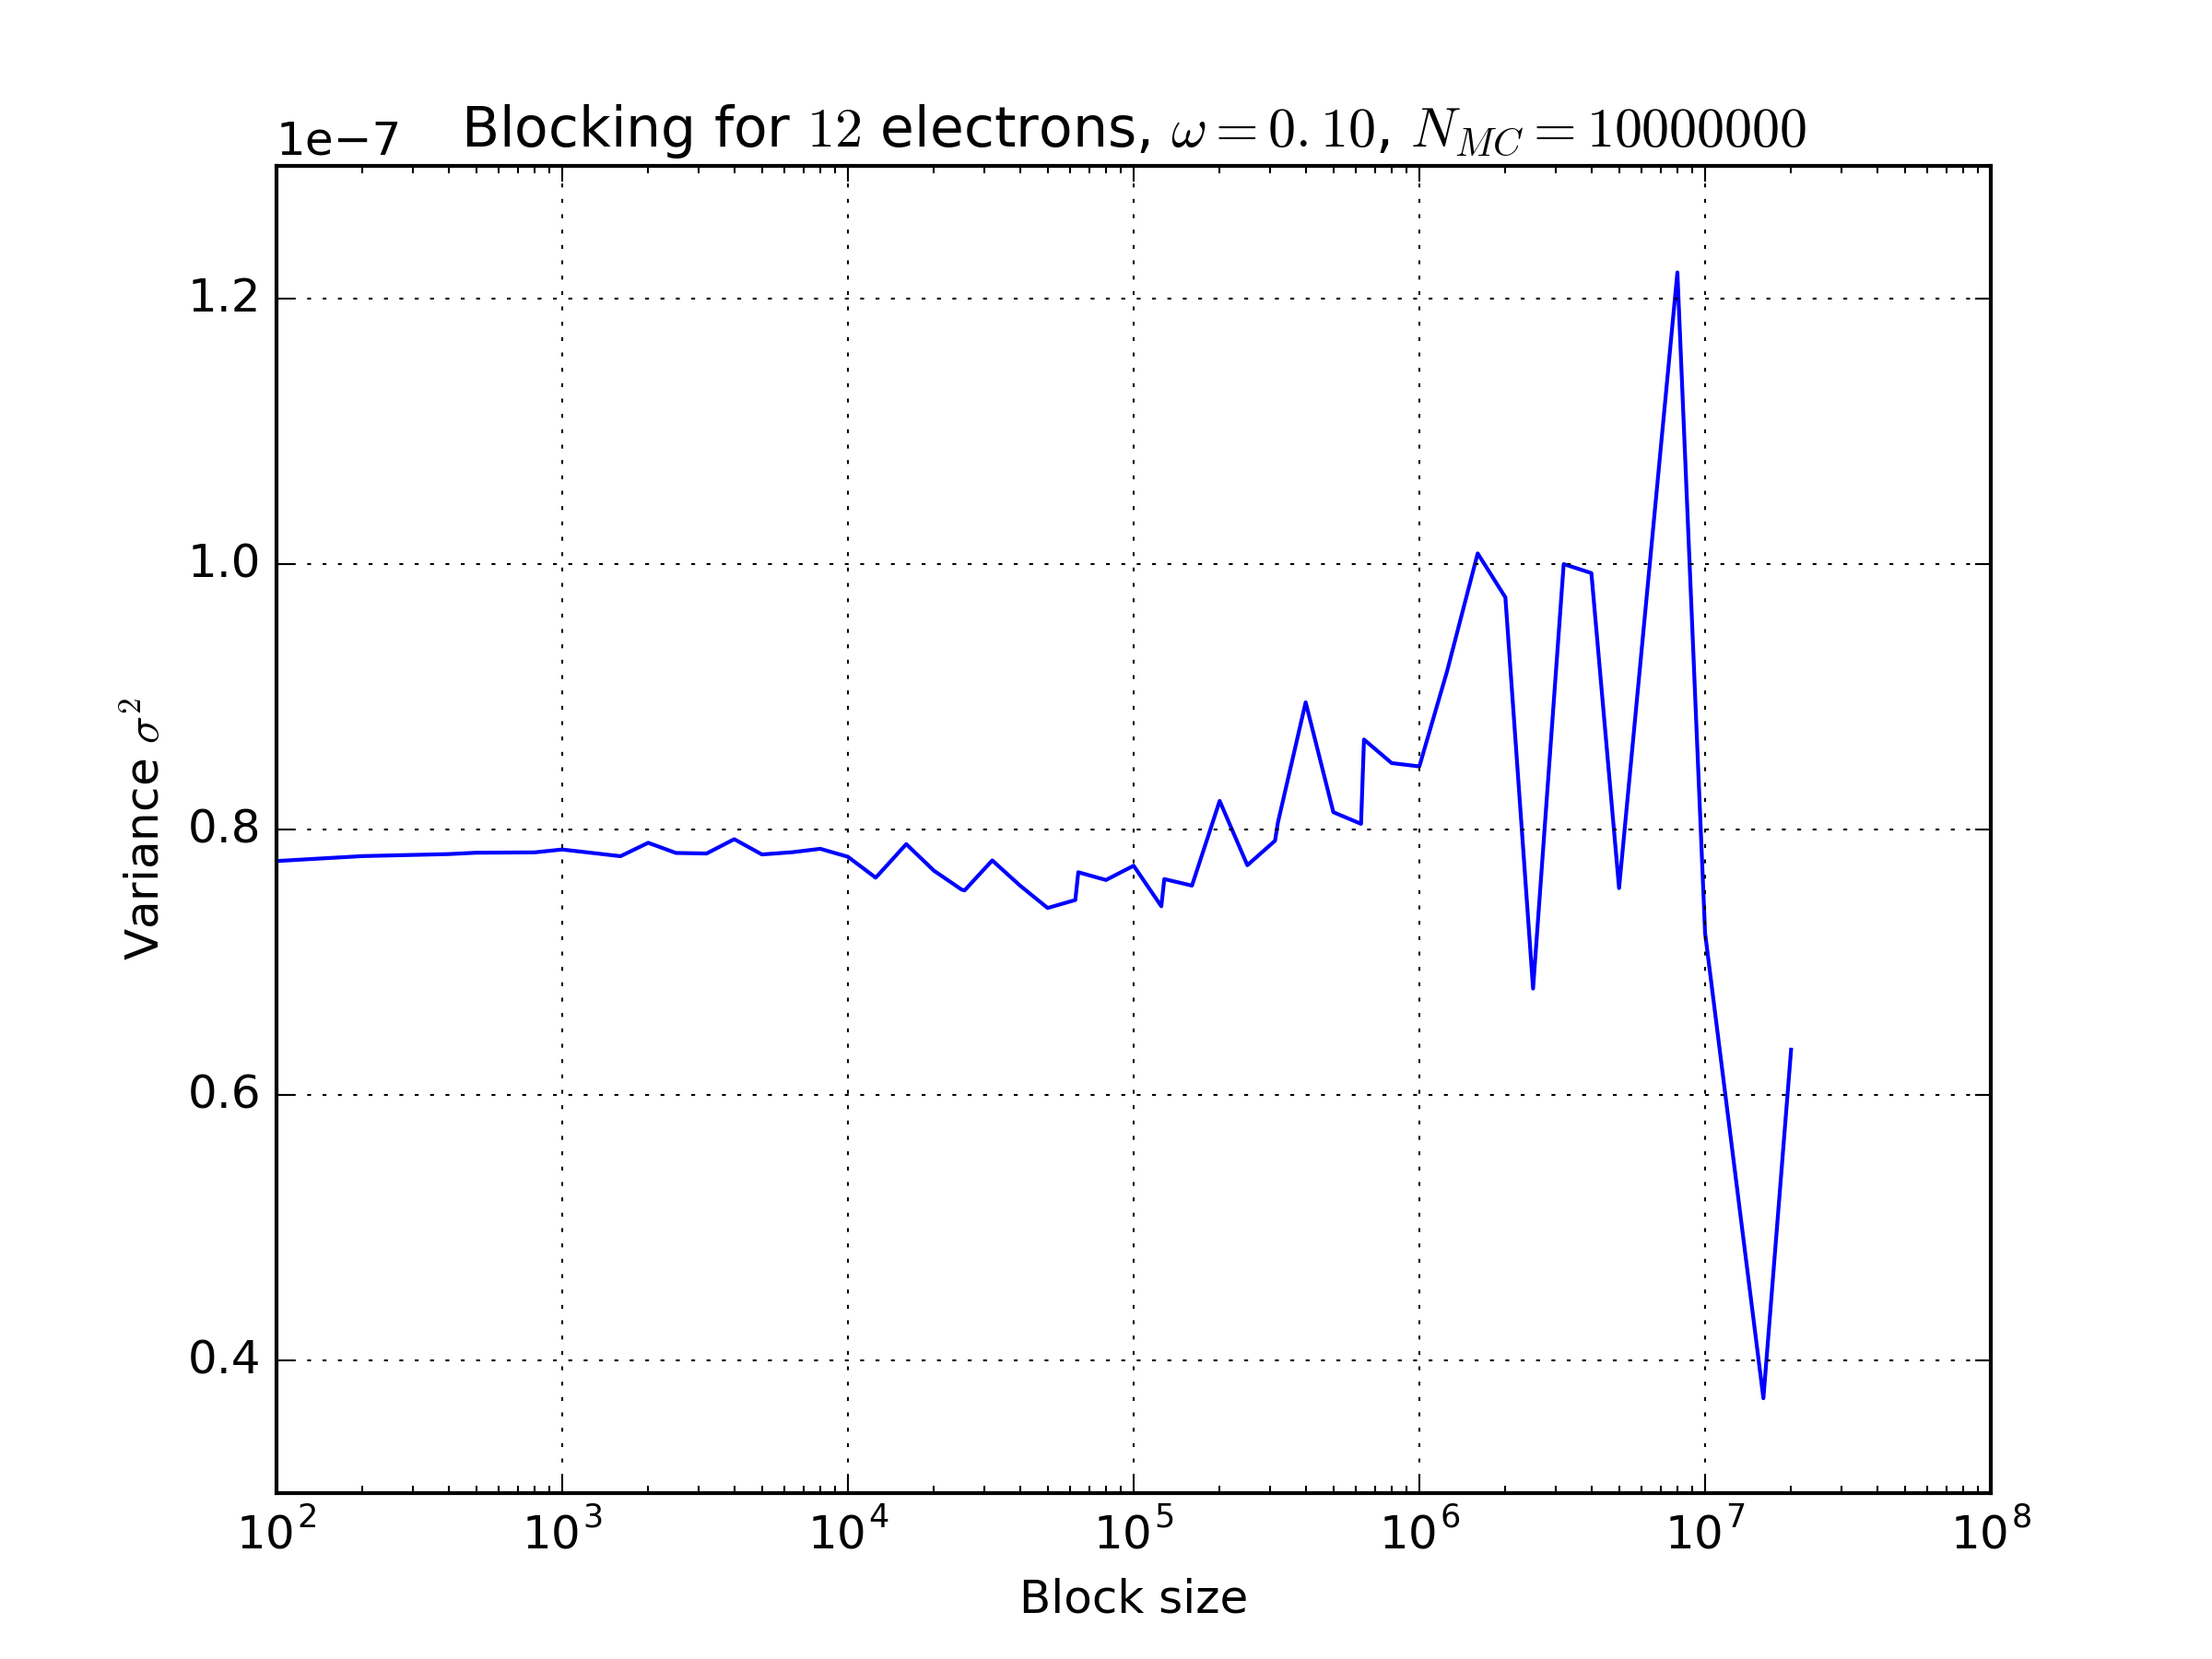 1e−7
Blocking for 12 electrons, ω = 0.10, N_MC = 10000000
1.2
1.0
0.8
0.6
0.4
Variance σ²
10² 10³ 10⁴ 10⁵ 10⁶ 10⁷ 10⁸
Block size